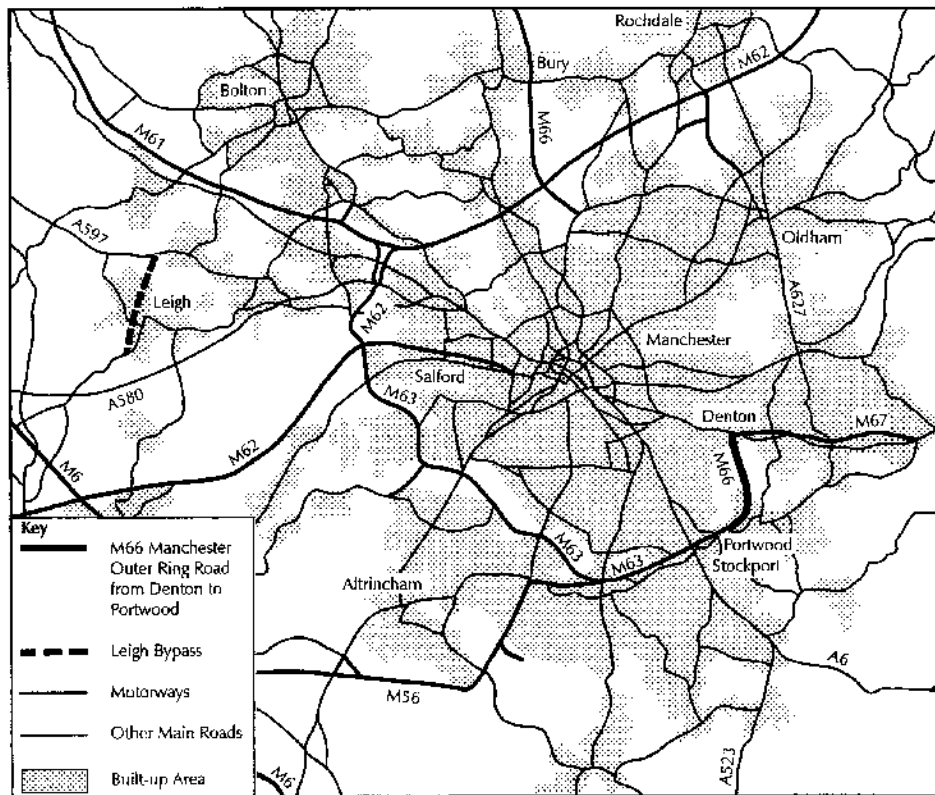 Rochdale
M62
Bury
Bolton
M66
M61
A597
Oldham
Leigh
M62
A627
Manchester
Salford
A580
M63
Denton
M67
M62
M6
M66
Key
M66 Manchester
Outer Ring Road
from Denton to
Portwood
Leigh Bypass
Motorways
Other Main Roads
Built-up Area
M63
M63
Portwood
Stockport
Altrincham
A6
M56
A523
M6